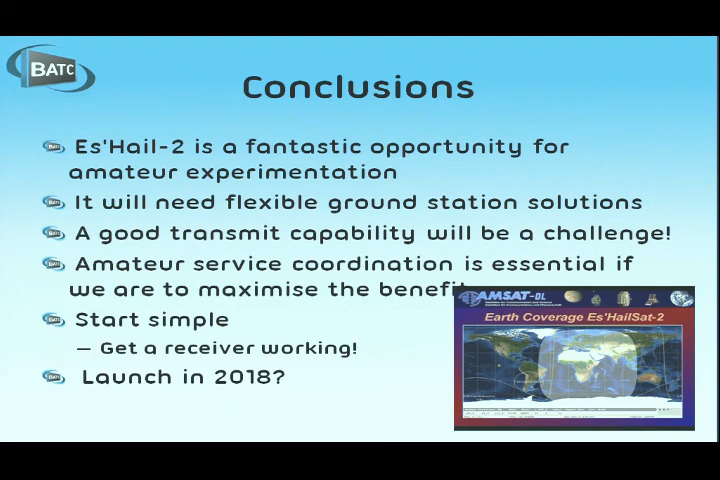 BATC
Conclusions
Es'Hail-2 is a fantastic opportunity for
amateur experimentation
It will need flexible ground station solutions
A good transmit capability will be a challenge!
Amateur service coordination is essential if
we are to maximise the benefit
AMSAT-DL
Earth Coverage Es'HailSat-2
Start simple
– Get a receiver working!
Launch in 2018?